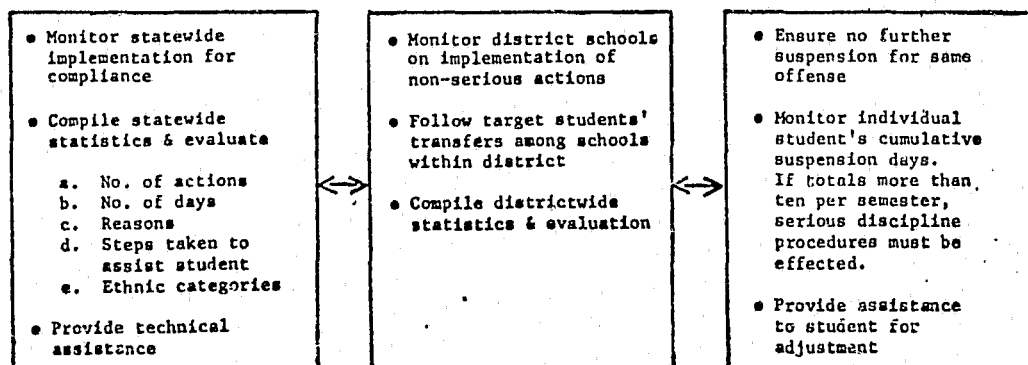 • Monitor statewide
implementation for
compliance
• Compile statewide
statistics & evaluate
a. No. of actions
b. No. of days
c. Reasons
d. Steps taken to
assist student
e. Ethnic categories
• Provide technical
assistance
• Monitor district schools
on implementation of
non-serious actions
• Follow target students'
transfers among schools
within district
• Compile districtwide
statistics & evaluation
• Ensure no further
suspension for same
offense
• Monitor individual
student's cumulative
suspension days.
If totals more than
ten per semester,
serious discipline
procedures must be
effected.
• Provide assistance
to student for
adjustment